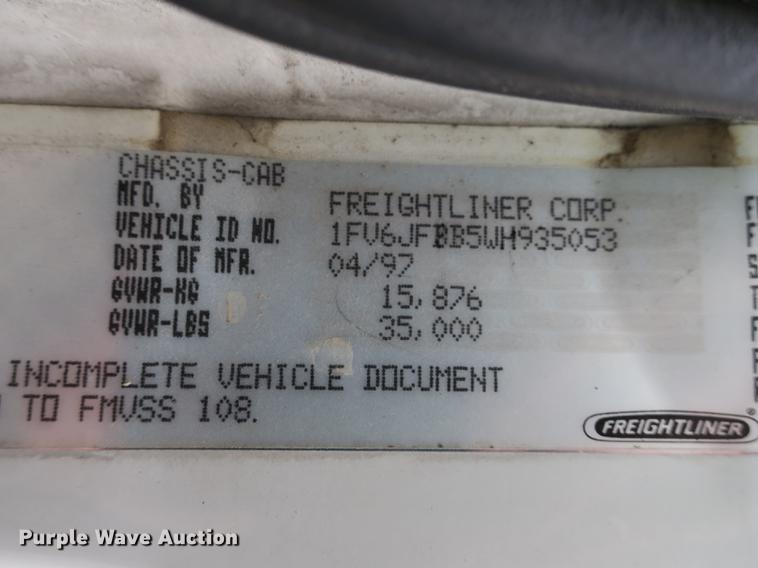 CHASSIS-CAB
MFD. BY FREIGHTLINER CORP.
VEHICLE ID NO. 1FV6JFBB5WH935053
DATE OF MFR. 04/97
GVWR-KG 15,876
GVWR-LBS 35,000
INCOMPLETE VEHICLE DOCUMENT
TO FMVSS 108.
FREIGHTLINER®
Purple Wave Auction